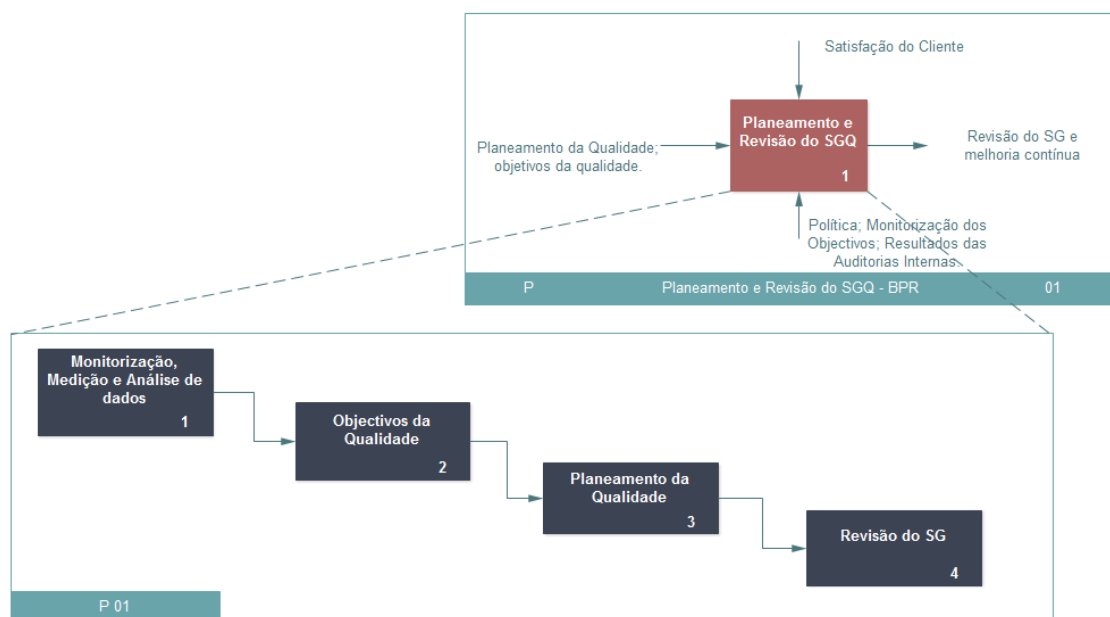 Satisfação do Cliente
Planeamento e
Revisão do SGQ
1
Planeamento da Qualidade;
objetivos da qualidade.
Revisão do SG e
melhoria contínua
Política; Monitorização dos
Objectivos; Resultados das
Auditorias Internas
P
Planeamento e Revisão do SGQ - BPR
01
Monitorização,
Medição e Análise de
dados
1
Objectivos da
Qualidade
2
Planeamento da
Qualidade
3
Revisão do SG
4
P 01